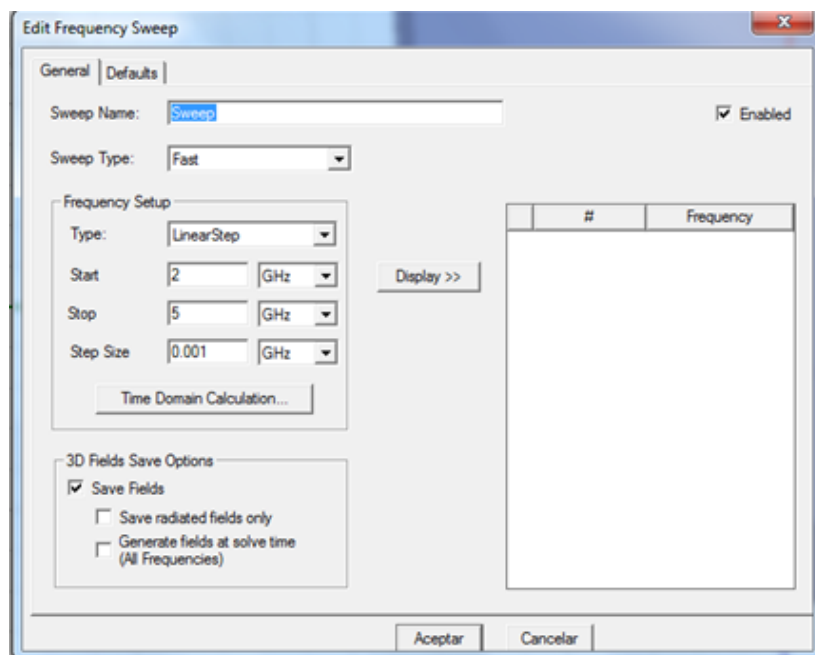 Edit Frequency Sweep
General
Defaults
Sweep Name:
Sweep
Enabled
Sweep Type:
Fast
Frequency Setup
Type:
LinearStep
Start
2
GHz
Stop
5
GHz
Step Size
0.001
GHz
Time Domain Calculation...
Display >>
#
Frequency
3D Fields Save Options
Save Fields
Save radiated fields only
Generate fields at solve time
(All Frequencies)
Aceptar
Cancelar